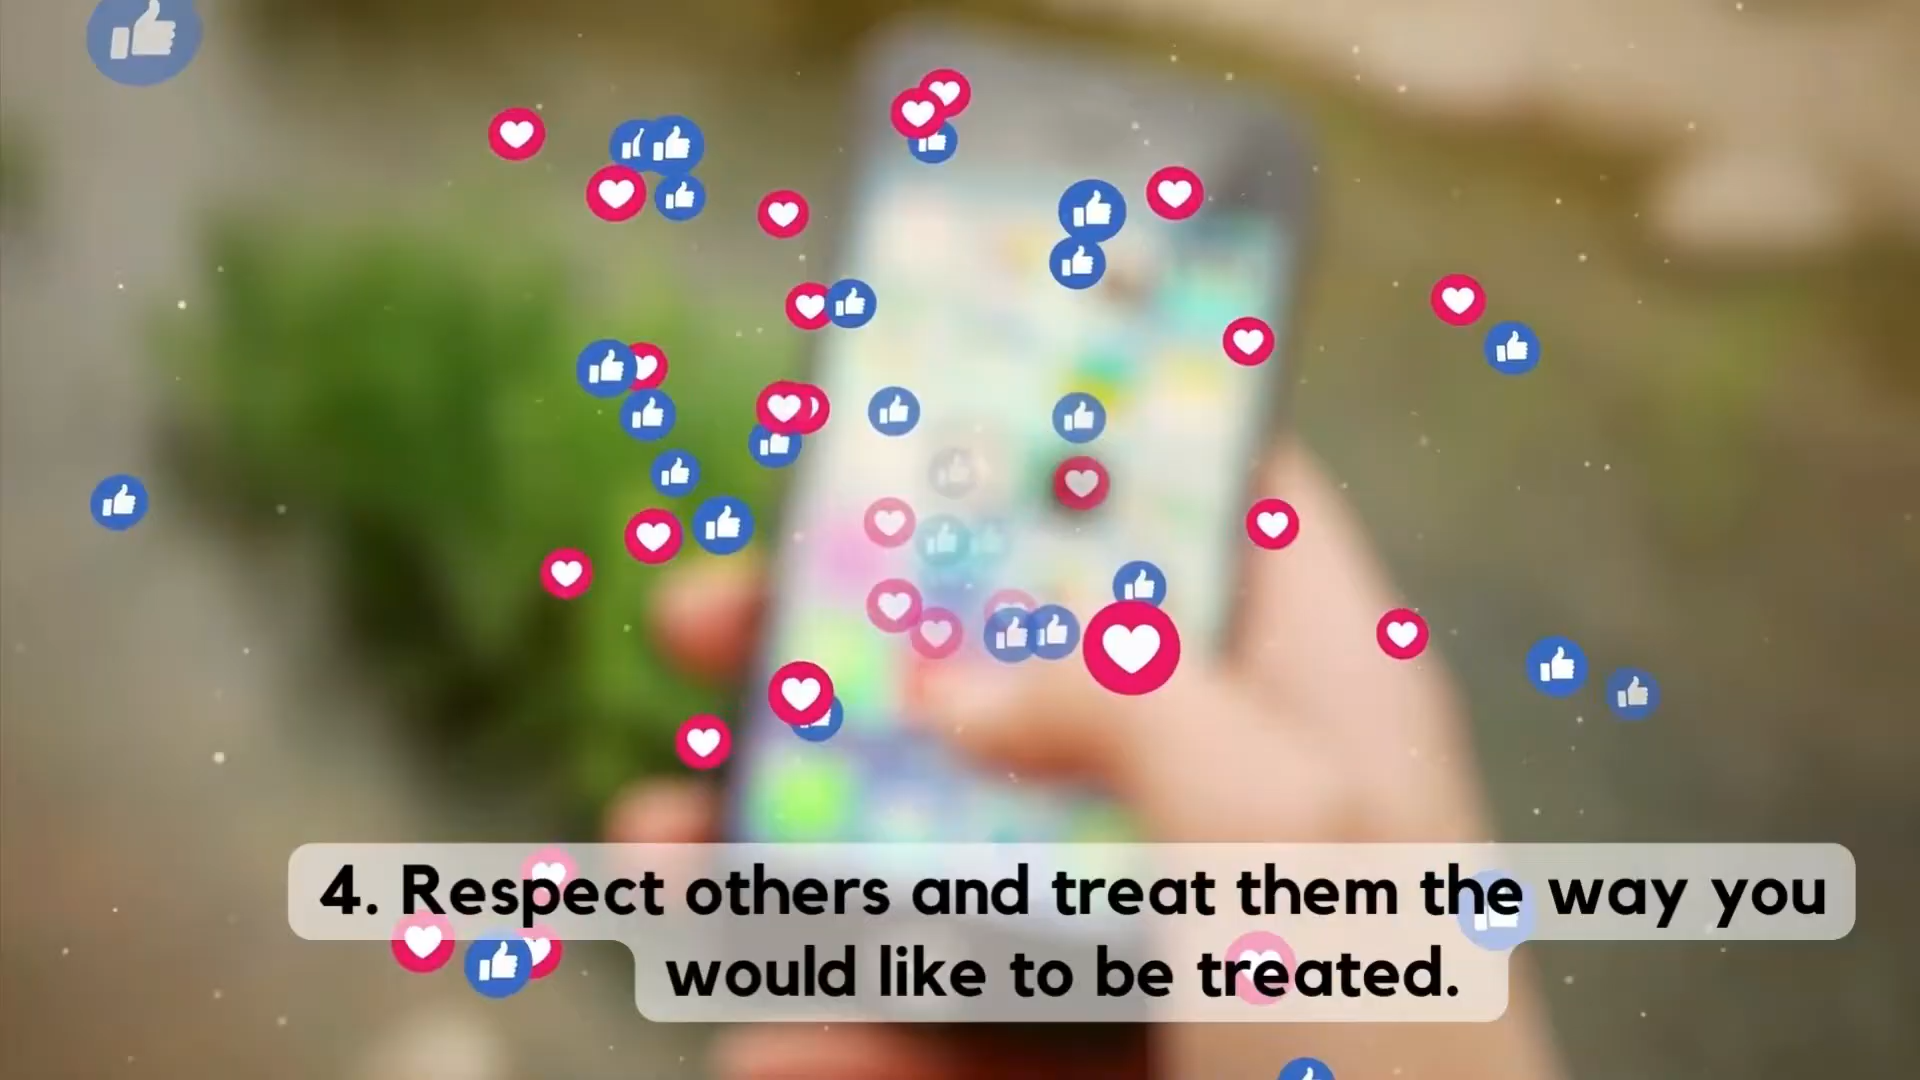 4. Respect others and treat them the way you
would like to be treated.